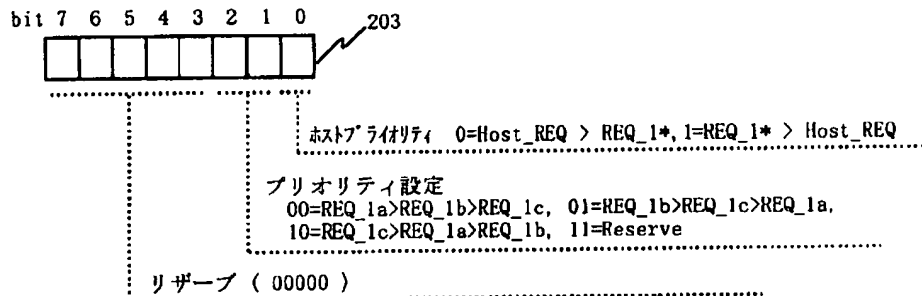 bit 7 6 5 4 3 2 1 0
203
ホストプライオリティ 0=Host_REQ > REQ_1*, 1=REQ_1* > Host_REQ
プリオリティ設定
00=REQ_1a>REQ_1b>REQ_1c, 01=REQ_1b>REQ_1c>REQ_1a,
10=REQ_1c>REQ_1a>REQ_1b, 11=Reserve
リザーブ ( 00000 )